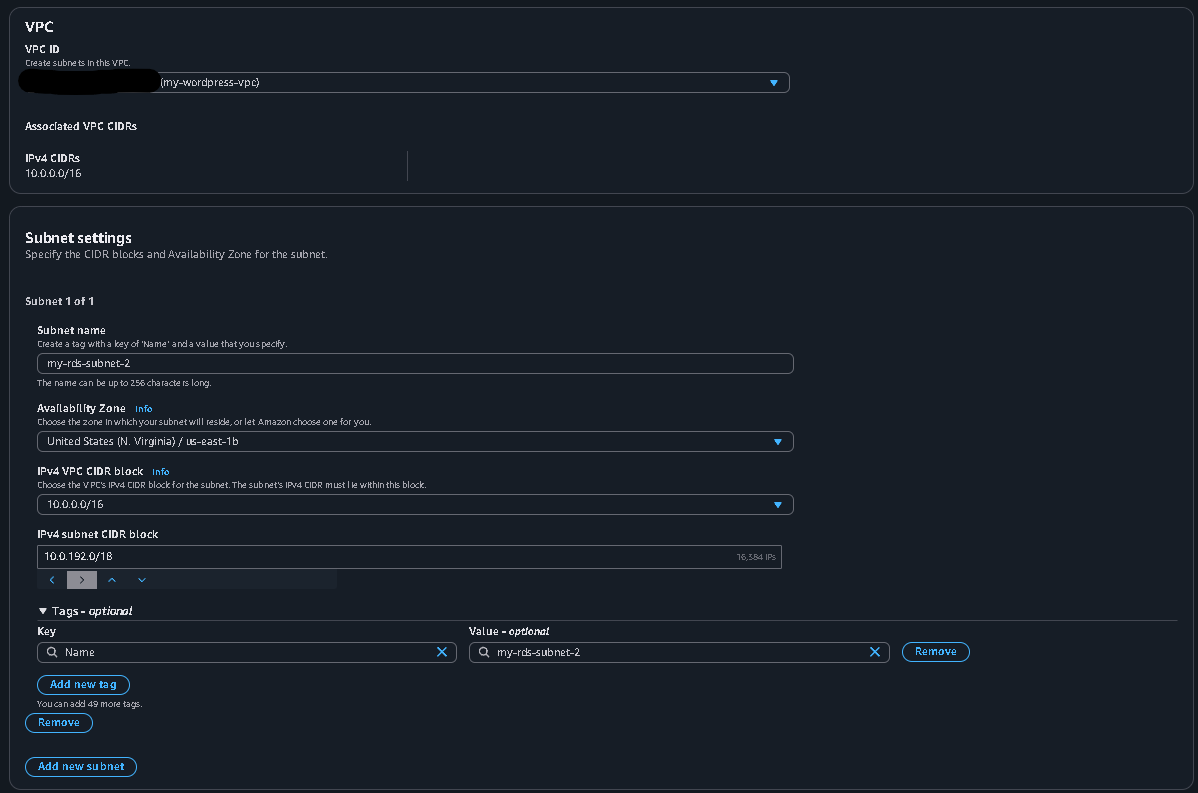 VPC
VPC ID
Create subnets in this VPC.
(my-wordpress-vpc)
Associated VPC CIDRs
IPv4 CIDRs
10.0.0.0/16
Subnet settings
Specify the CIDR blocks and Availability Zone for the subnet.
Subnet 1 of 1
Subnet name
Create a tag with a key of 'Name' and a value that you specify.
my-rds-subnet-2
The name can be up to 256 characters long.
Availability Zone Info
Choose the zone in which your subnet will reside, or let Amazon choose one for you.
United States (N. Virginia) / us-east-1b
IPv4 VPC CIDR block Info
Choose the VPC's IPv4 CIDR block for the subnet. The subnet's IPv4 CIDR must lie within this block.
10.0.0.0/16
IPv4 subnet CIDR block
10.0.192.0/18 16,384 IPs
Tags - optional
Key Value - optional
Name my-rds-subnet-2 Remove
Add new tag
You can add 49 more tags.
Remove
Add new subnet